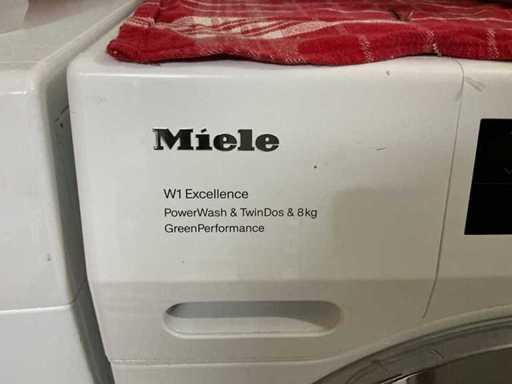 Miele
W1 Excellence
PowerWash & TwinDos & 8kg
GreenPerformance